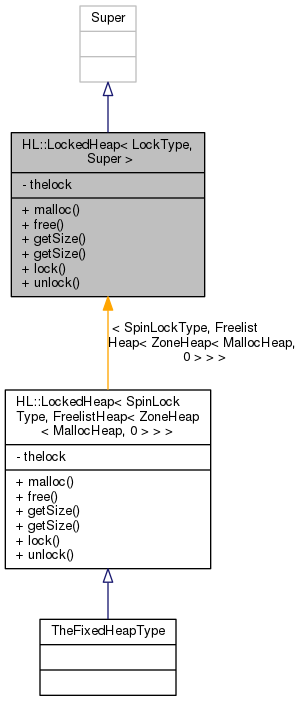 Super
HL::LockedHeap< LockType,
Super >
- thelock
+ malloc()
+ free()
+ getSize()
+ getSize()
+ lock()
+ unlock()
< SpinLockType, Freelist
Heap< ZoneHeap< MallocHeap,
0 > > >
HL::LockedHeap< SpinLock
Type, FreelistHeap< ZoneHeap
< MallocHeap, 0 > > >
- thelock
+ malloc()
+ free()
+ getSize()
+ getSize()
+ lock()
+ unlock()
TheFixedHeapType